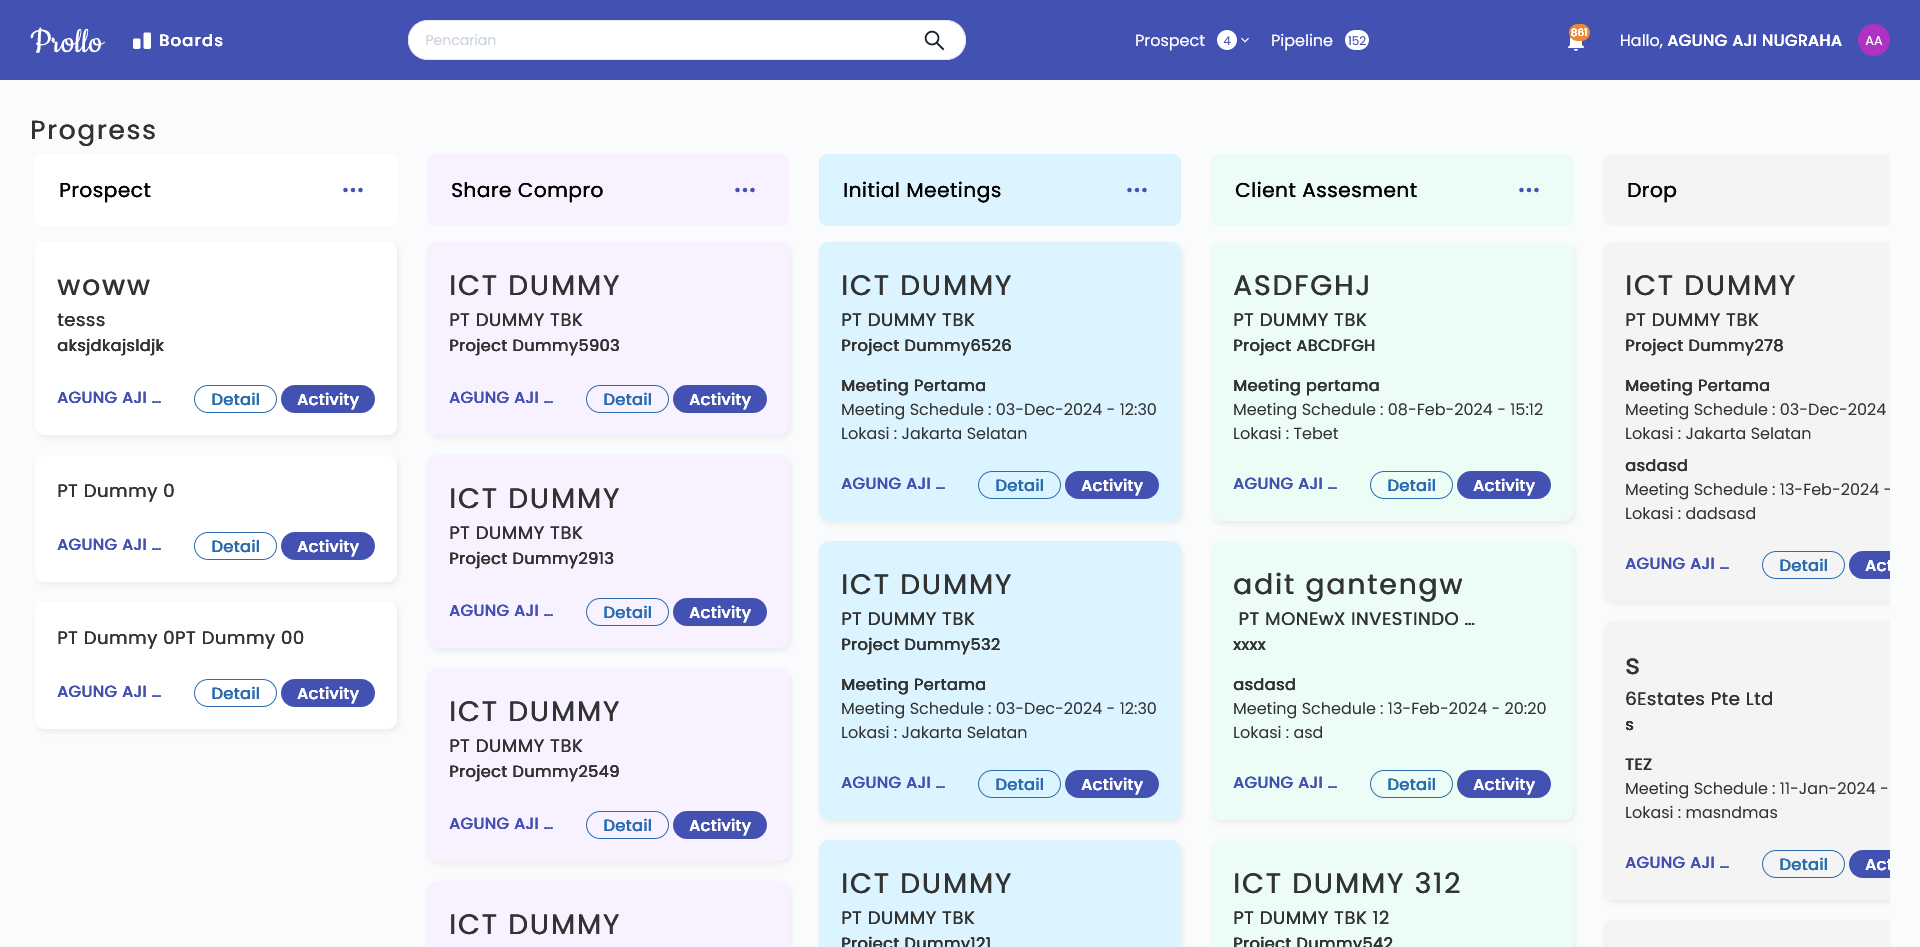 Prollo
Boards
Pencarian
Prospect 4
Pipeline 152
861
Hallo, AGUNG AJI NUGRAHA
AA
Progress
Prospect
woww
tesss
aksjdkajsldjk
AGUNG AJI ...
Detail
Activity
PT Dummy 0
AGUNG AJI ...
Detail
Activity
PT Dummy 0PT Dummy 00
AGUNG AJI ...
Detail
Activity
Share Compro
ICT DUMMY
PT DUMMY TBK
Project Dummy5903
AGUNG AJI ...
Detail
Activity
ICT DUMMY
PT DUMMY TBK
Project Dummy2913
AGUNG AJI ...
Detail
Activity
ICT DUMMY
PT DUMMY TBK
Project Dummy2549
AGUNG AJI ...
Detail
Activity
ICT DUMMY
Initial Meetings
ICT DUMMY
PT DUMMY TBK
Project Dummy6526
Meeting Pertama
Meeting Schedule : 03-Dec-2024 - 12:30
Lokasi : Jakarta Selatan
AGUNG AJI ...
Detail
Activity
ICT DUMMY
PT DUMMY TBK
Project Dummy532
Meeting Pertama
Meeting Schedule : 03-Dec-2024 - 12:30
Lokasi : Jakarta Selatan
AGUNG AJI ...
Detail
Activity
ICT DUMMY
PT DUMMY TBK
Project Dummy121
Client Assesment
ASDFGHJ
PT DUMMY TBK
Project ABCDFGH
Meeting pertama
Meeting Schedule : 08-Feb-2024 - 15:12
Lokasi : Tebet
AGUNG AJI ...
Detail
Activity
adit gantengw
PT MONEwX INVESTINDO ...
xxxx
asdasd
Meeting Schedule : 13-Feb-2024 - 20:20
Lokasi : asd
AGUNG AJI ...
Detail
Activity
ICT DUMMY 312
PT DUMMY TBK 12
Project Dummy542
Drop
ICT DUMMY
PT DUMMY TBK
Project Dummy278
Meeting Pertama
Meeting Schedule : 03-Dec-2024
Lokasi : Jakarta Selatan
asdasd
Meeting Schedule : 13-Feb-2024 -
Lokasi : dadsasd
AGUNG AJI ...
Detail
Act
S
6Estates Pte Ltd
s
TEZ
Meeting Schedule : 11-Jan-2024 -
Lokasi : masndmas
AGUNG AJI ...
Detail
Act